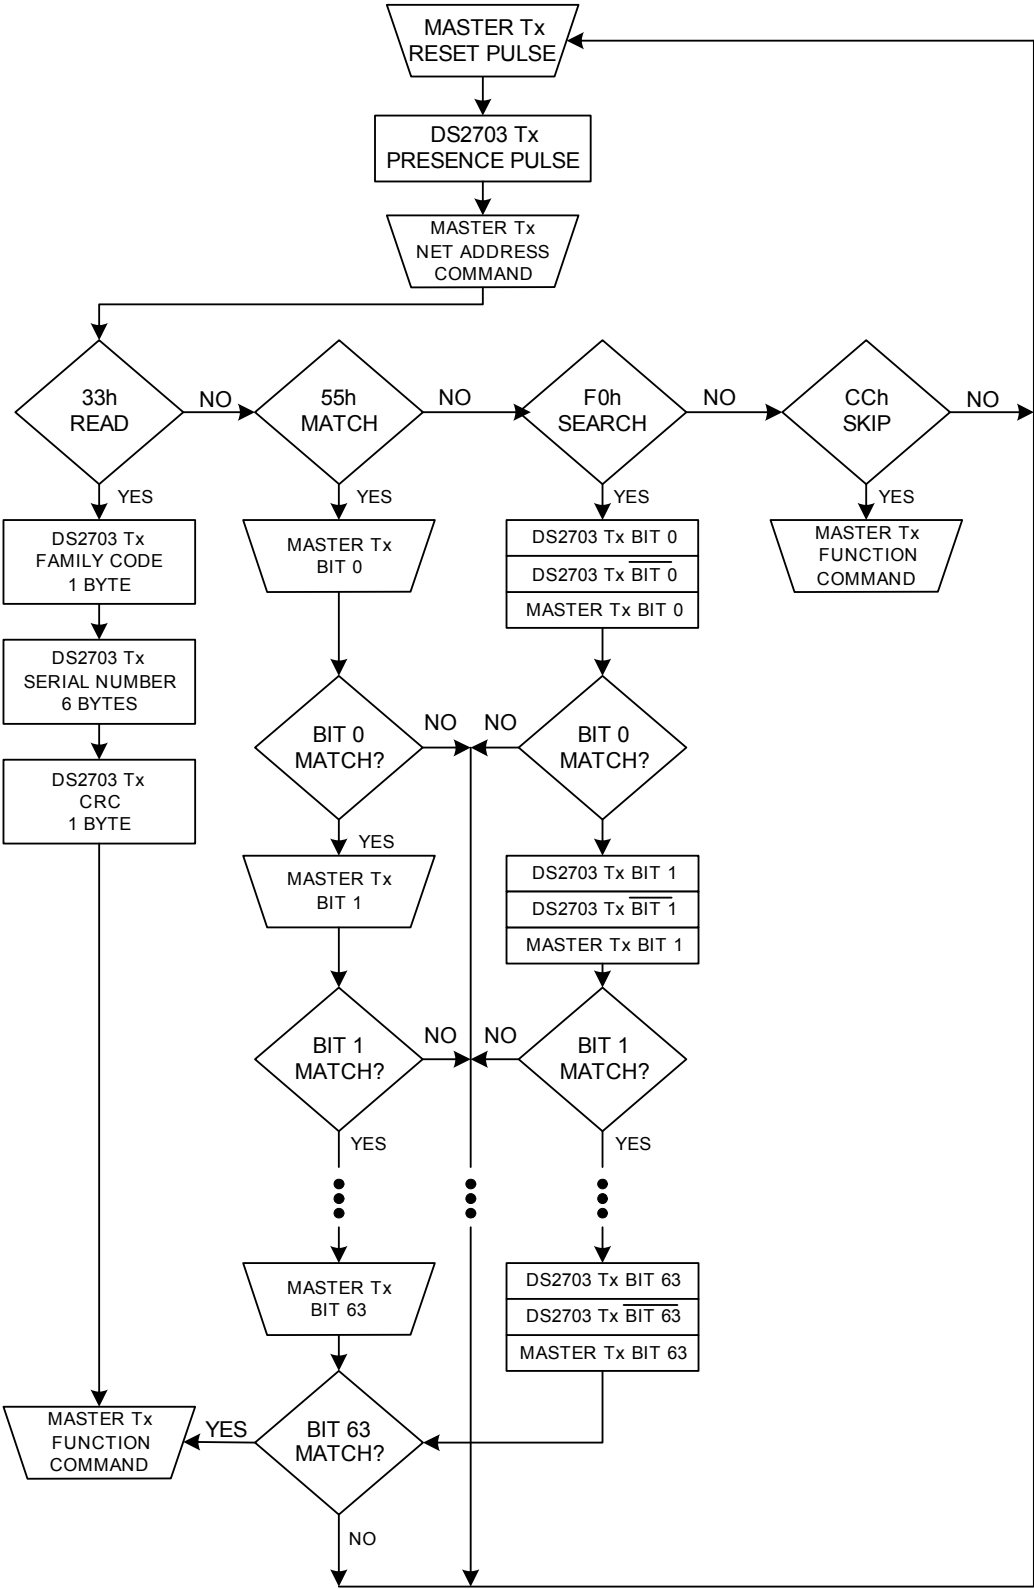 MASTER Tx
RESET PULSE
DS2703 Tx
PRESENCE PULSE
MASTER Tx
NET ADDRESS
COMMAND
33h
READ
NO
55h
MATCH
NO
F0h
SEARCH
NO
CCh
SKIP
NO
YES
YES
YES
YES
DS2703 Tx
FAMILY CODE
1 BYTE
MASTER Tx
BIT 0
DS2703 Tx BIT 0
DS2703 Tx B̅I̅T̅ ̅0̅
MASTER Tx BIT 0
MASTER Tx
FUNCTION
COMMAND
DS2703 Tx
SERIAL NUMBER
6 BYTES
DS2703 Tx
CRC
1 BYTE
BIT 0
MATCH?
NO
NO
BIT 0
MATCH?
YES
MASTER Tx
BIT 1
DS2703 Tx BIT 1
DS2703 Tx B̅I̅T̅ ̅1̅
MASTER Tx BIT 1
BIT 1
MATCH?
NO
NO
BIT 1
MATCH?
YES
YES
MASTER Tx
BIT 63
DS2703 Tx BIT 63
DS2703 Tx B̅I̅T̅ ̅6̅3̅
MASTER Tx BIT 63
MASTER Tx
FUNCTION
COMMAND
YES
BIT 63
MATCH?
NO